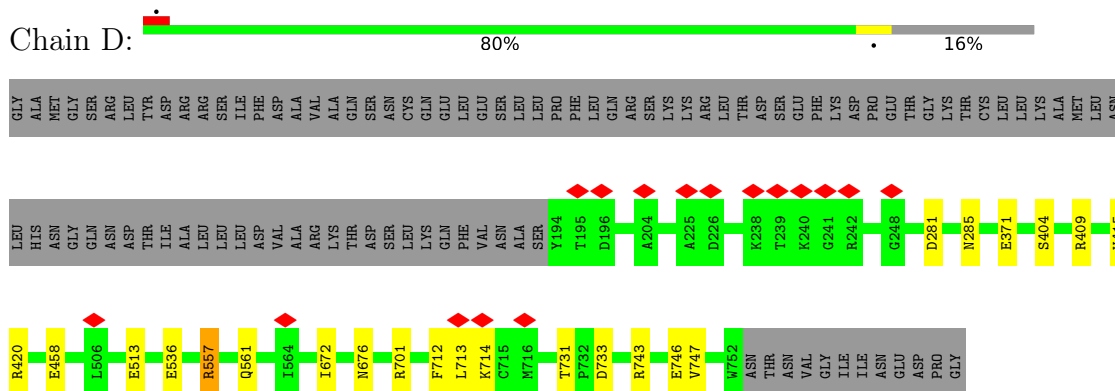 Chain D:
80%
16%
GLY ALA MET GLY SER ARG LEU TYR ASP ARG ARG SER ILE PHE ASP ALA VAL ALA GLN SER ASN CYS GLN GLU LEU GLU SER LEU LEU PRO PHE LEU GLN ARG SER LYS LYS ARG LEU THR ASP SER GLU PHE LYS ASP PRO GLU THR GLY LYS THR CYS LEU LEU LYS ALA MET LEU ASN
LEU HIS ASN GLY GLN ASN ASP THR ILE ALA LEU LEU LEU ASP VAL ALA ARG LYS THR ASP SER LEU LYS GLN PHE VAL ASN ALA SER Y194 T195 D196 A204 A225 D226 K238 T239 K240 G241 R242 G248 D281 N285 E371 S404 R409
R420 E458 L506 E513 E536 R557 Q561 I564 I672 N676 R701 F712 L713 K714 C715 M716 T731 P732 D733 R743 E746 V747 W752 ASN THR ASN VAL GLY ILE ILE ASN GLU ASP PRO GLY